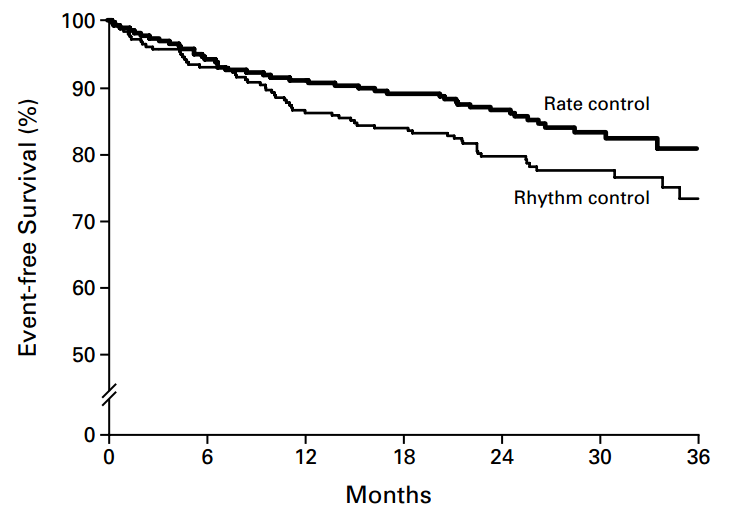 Event-free Survival (%)
100
90
80
70
60
50
0
Rate control
Rhythm control
0 6 12 18 24 30 36
Months